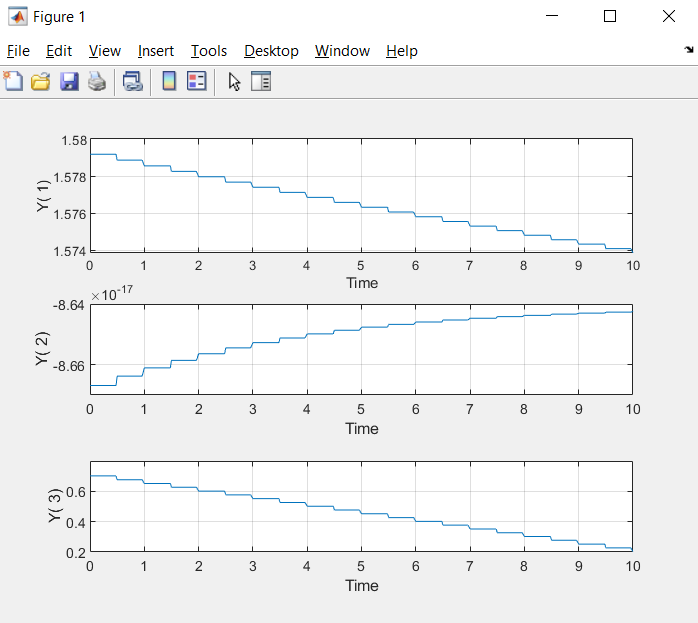 Figure 1
File Edit View Insert Tools Desktop Window Help
1.58
1.578
1.576
1.574
Y( 1)
0 1 2 3 4 5 6 7 8 9 10
Time
×10-17
-8.64
-8.66
Y( 2)
0 1 2 3 4 5 6 7 8 9 10
Time
0.6
0.4
0.2
Y( 3)
0 1 2 3 4 5 6 7 8 9 10
Time